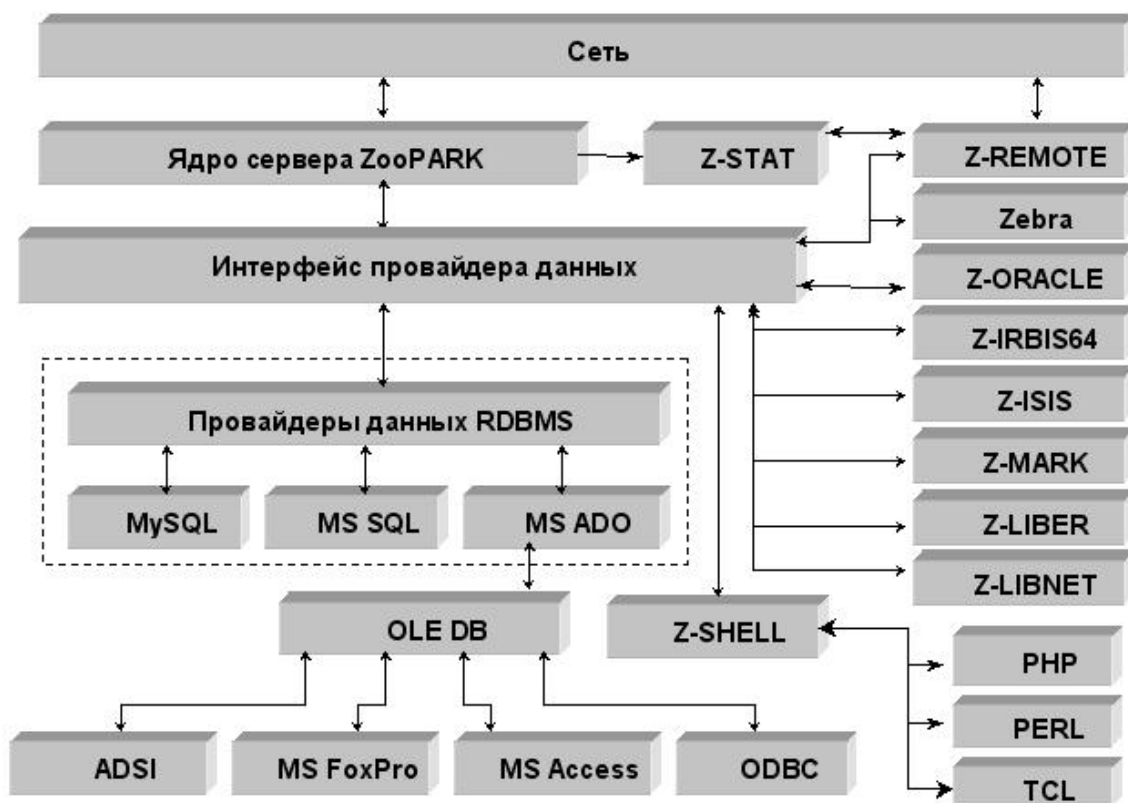 Сеть
Ядро сервера ZooPARK
Z-STAT
Z-REMOTE
Zebra
Интерфейс провайдера данных
Z-ORACLE
Z-IRBIS64
Z-ISIS
Провайдеры данных RDBMS
Z-MARK
MySQL
MS SQL
MS ADO
Z-LIBER
Z-LIBNET
OLE DB
Z-SHELL
PHP
PERL
ADSI
MS FoxPro
MS Access
ODBC
TCL